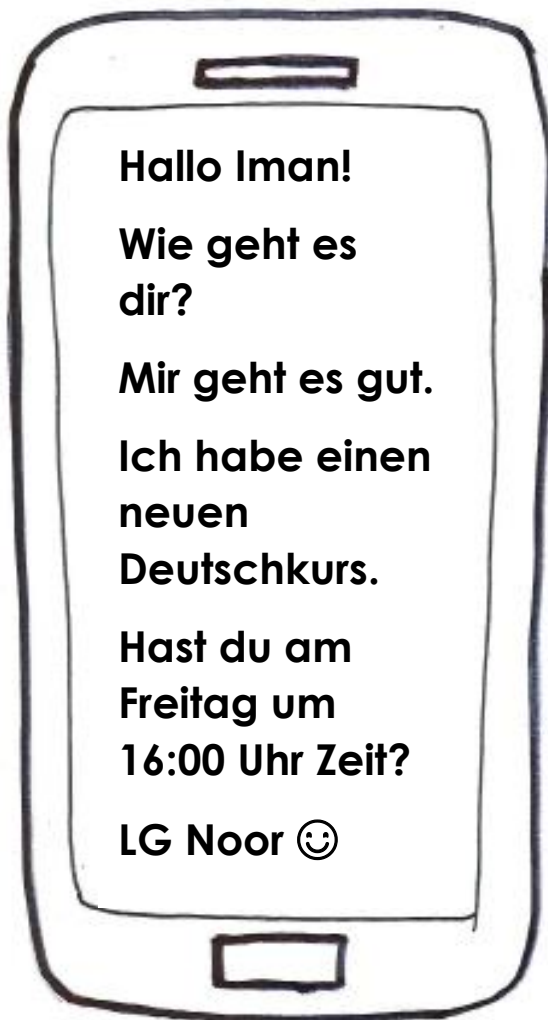 Hallo Iman!
Wie geht es
dir?
Mir geht es gut.
Ich habe einen
neuen
Deutschkurs.
Hast du am
Freitag um
16:00 Uhr Zeit?
LG Noor ☺